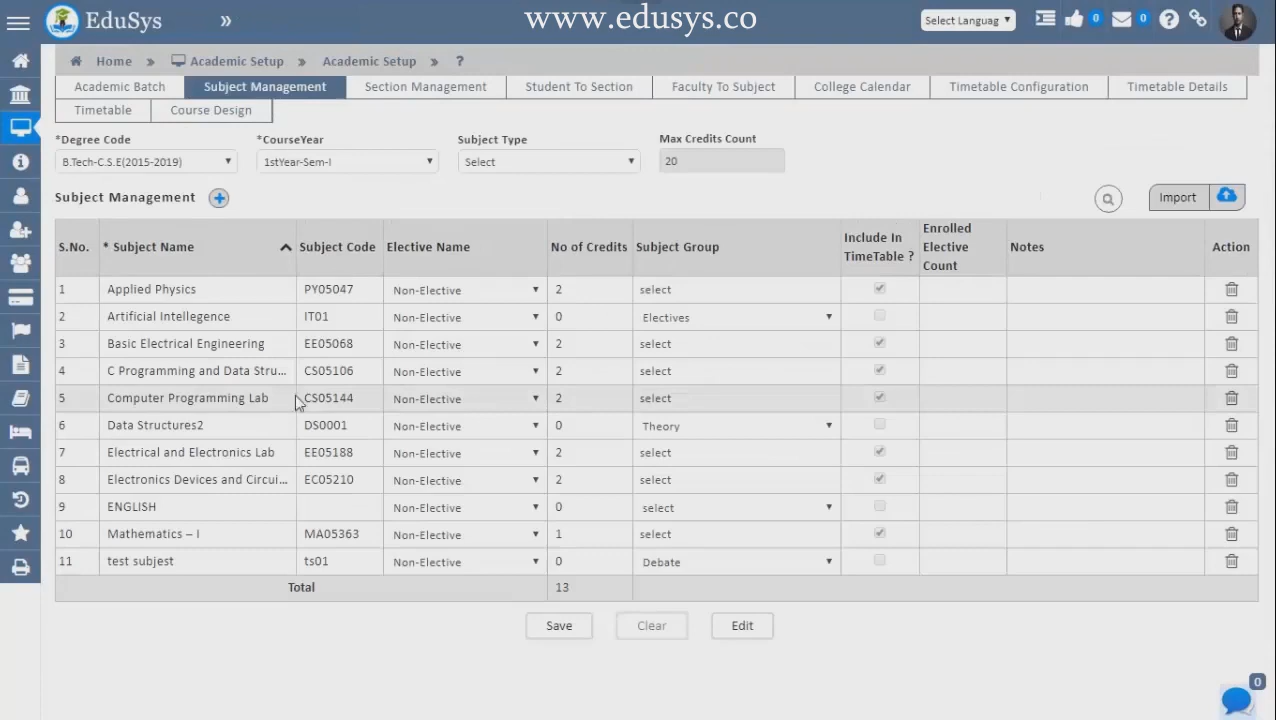 EduSys » www.edusys.co Select Languag 0 0
Home » Academic Setup » Academic Setup » ?
Academic Batch Subject Management Section Management Student To Section Faculty To Subject College Calendar Timetable Configuration Timetable Details
Timetable Course Design
*Degree Code *CourseYear Subject Type Max Credits Count
B.Tech-C.S.E(2015-2019) 1stYear-Sem-I Select 20
Subject Management Import
S.No. * Subject Name Subject Code Elective Name No of Credits Subject Group Include In TimeTable ? Enrolled Elective Count Notes Action
1 Applied Physics PY05047 Non-Elective 2 select
2 Artificial Intellegence IT01 Non-Elective 0 Electives
3 Basic Electrical Engineering EE05068 Non-Elective 2 select
4 C Programming and Data Stru... CS05106 Non-Elective 2 select
5 Computer Programming Lab CS05144 Non-Elective 2 select
6 Data Structures2 DS0001 Non-Elective 0 Theory
7 Electrical and Electronics Lab EE05188 Non-Elective 2 select
8 Electronics Devices and Circui... EC05210 Non-Elective 2 select
9 ENGLISH Non-Elective 0 select
10 Mathematics – I MA05363 Non-Elective 1 select
11 test subjest ts01 Non-Elective 0 Debate
Total 13
Save Clear Edit
0